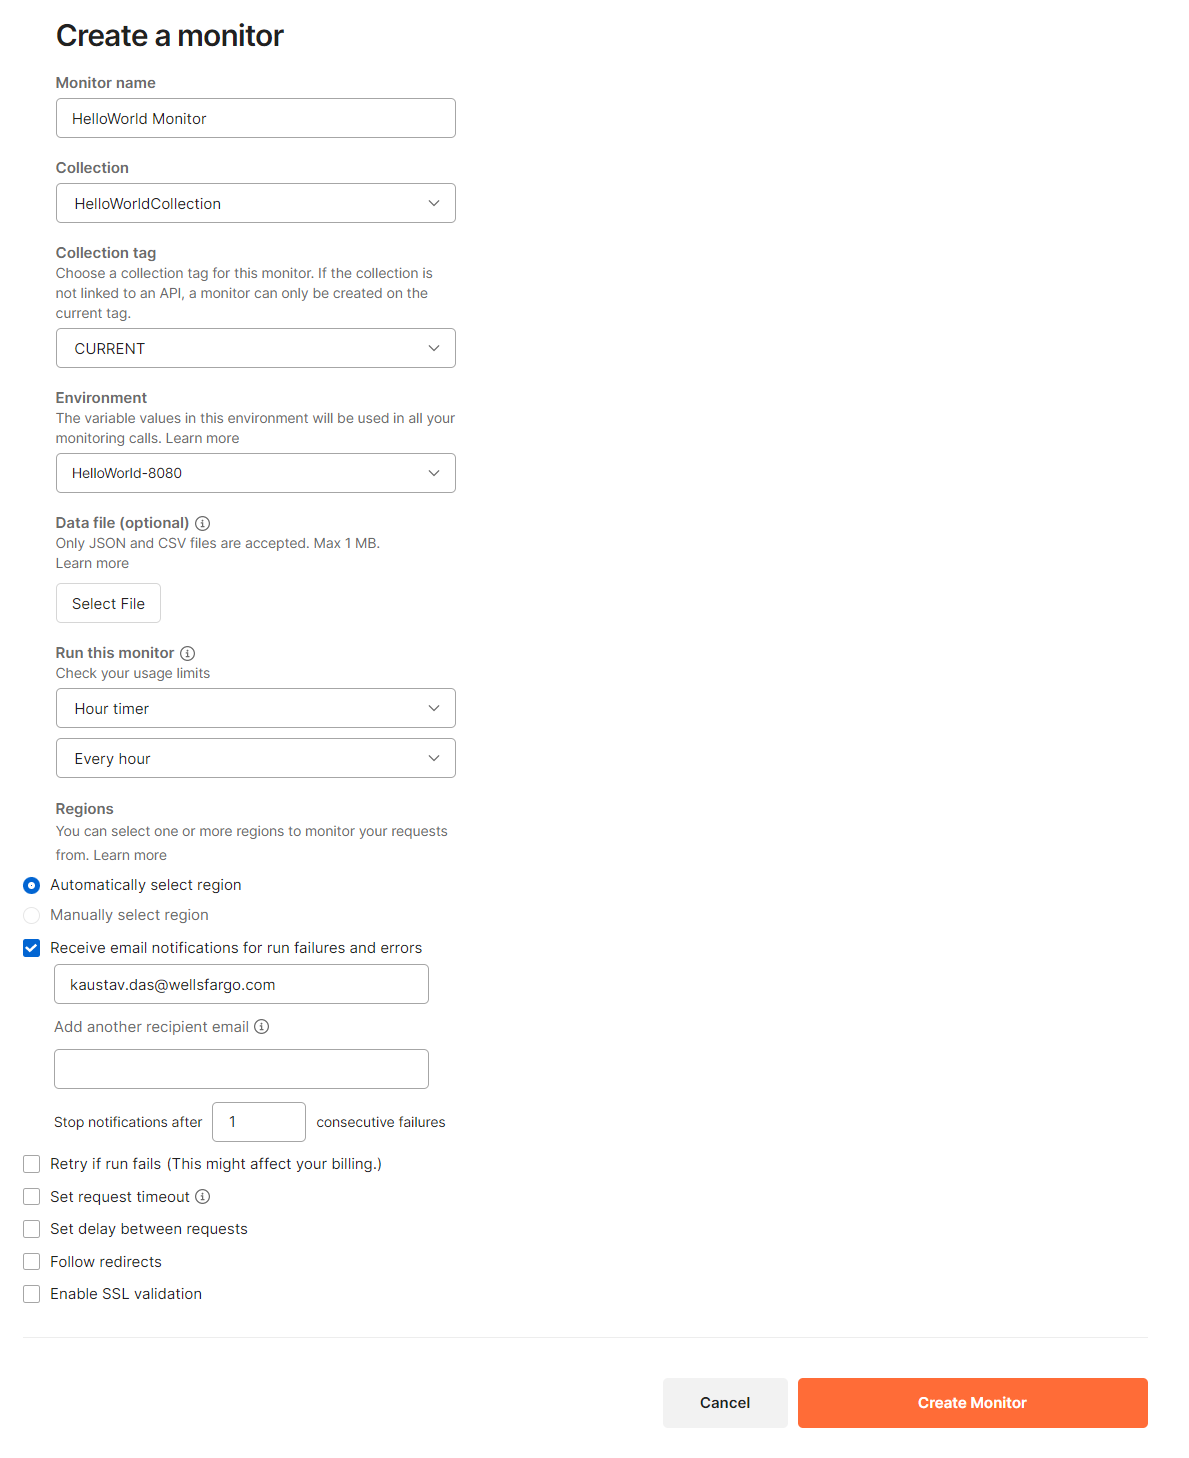 Create a monitor
Monitor name
HelloWorld Monitor
Collection
HelloWorldCollection
Collection tag
Choose a collection tag for this monitor. If the collection is
not linked to an API, a monitor can only be created on the
current tag.
CURRENT
Environment
The variable values in this environment will be used in all your
monitoring calls. Learn more
HelloWorld-8080
Data file (optional)
Only JSON and CSV files are accepted. Max 1 MB.
Learn more
Select File
Run this monitor
Check your usage limits
Hour timer
Every hour
Regions
You can select one or more regions to monitor your requests
from. Learn more
Automatically select region
Manually select region
Receive email notifications for run failures and errors
kaustav.das@wellsfargo.com
Add another recipient email
Stop notifications after 1 consecutive failures
Retry if run fails (This might affect your billing.)
Set request timeout
Set delay between requests
Follow redirects
Enable SSL validation
Cancel Create Monitor